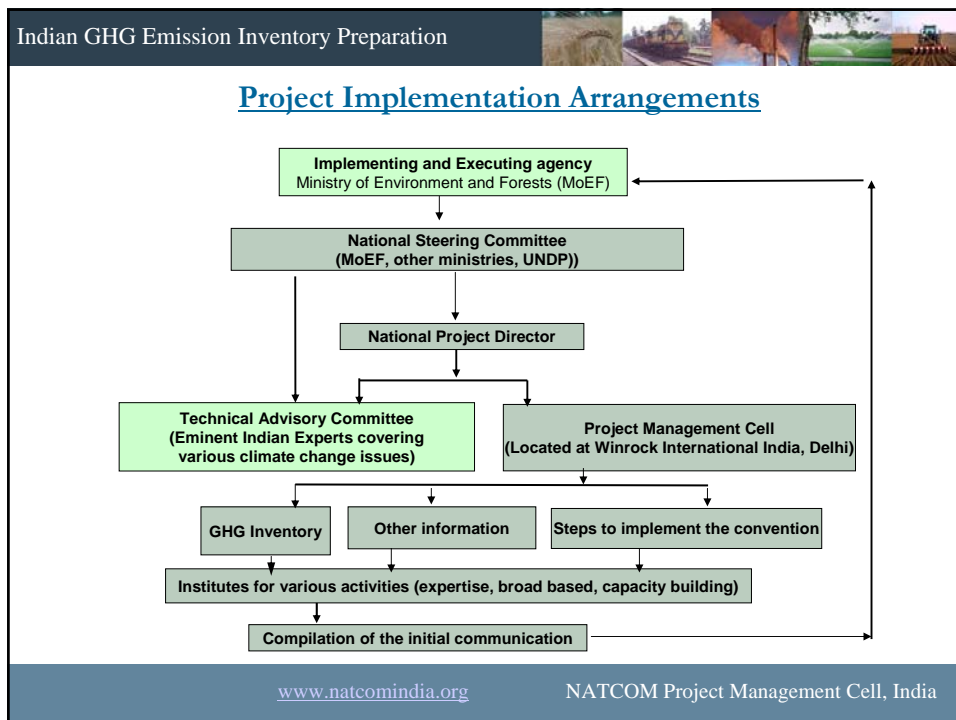 Indian GHG Emission Inventory Preparation
Project Implementation Arrangements
Implementing and Executing agency
Ministry of Environment and Forests (MoEF)
National Steering Committee
(MoEF, other ministries, UNDP))
National Project Director
Technical Advisory Committee
(Eminent Indian Experts covering
various climate change issues)
Project Management Cell
(Located at Winrock International India, Delhi)
GHG Inventory
Other information
Steps to implement the convention
Institutes for various activities (expertise, broad based, capacity building)
Compilation of the initial communication
www.natcomindia.org
NATCOM Project Management Cell, India